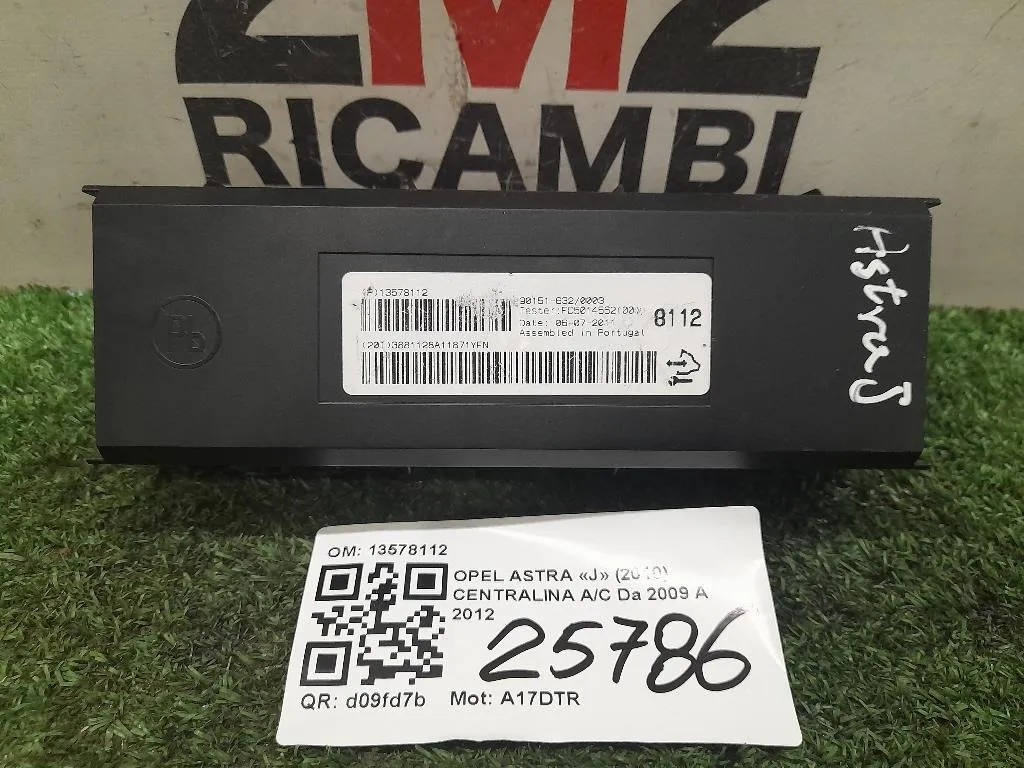 2M2
RICAMBI
(P)13578112
90151-632/0003
Date: 06-07-2011
Assembled in Portugal
8112
Astra J
OM: 13578112
OPEL ASTRA «J» (2010)
CENTRALINA A/C Da 2009 A
2012
25786
QR: d09fd7b Mot: A17DTR